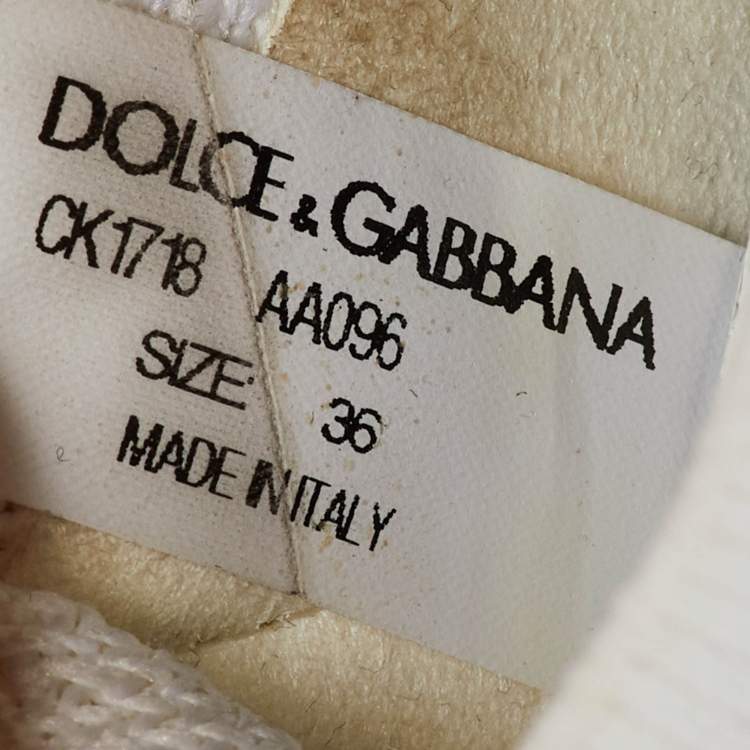 DOLCE & GABBANA
CK1718 AA096
SIZE: 36
MADE IN ITALY